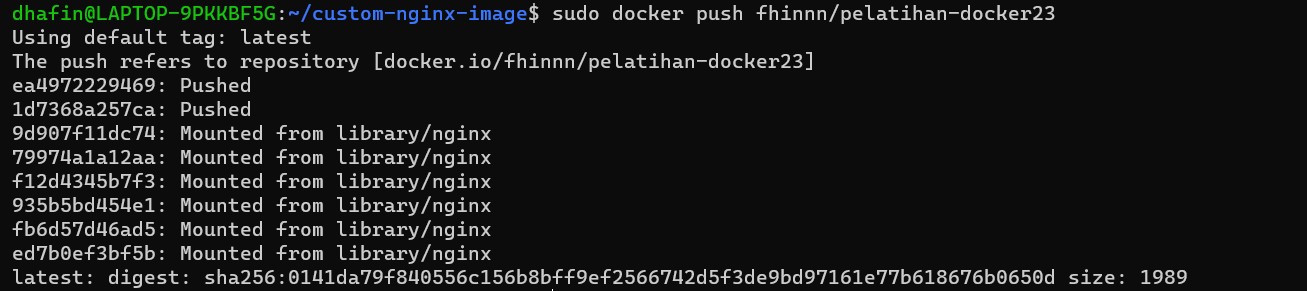 dhafin@LAPTOP-9PKKBF5G:~/custom-nginx-image$ sudo docker push fhinnn/pelatihan-docker23
Using default tag: latest
The push refers to repository [docker.io/fhinnn/pelatihan-docker23]
ea4972229469: Pushed
1d7368a257ca: Pushed
9d907f11dc74: Mounted from library/nginx
79974a1a12aa: Mounted from library/nginx
f12d4345b7f3: Mounted from library/nginx
935b5bd454e1: Mounted from library/nginx
fb6d57d46ad5: Mounted from library/nginx
ed7b0ef3bf5b: Mounted from library/nginx
latest: digest: sha256:0141da79f840556c156b8bff9ef2566742d5f3de9bd97161e77b618676b0650d size: 1989